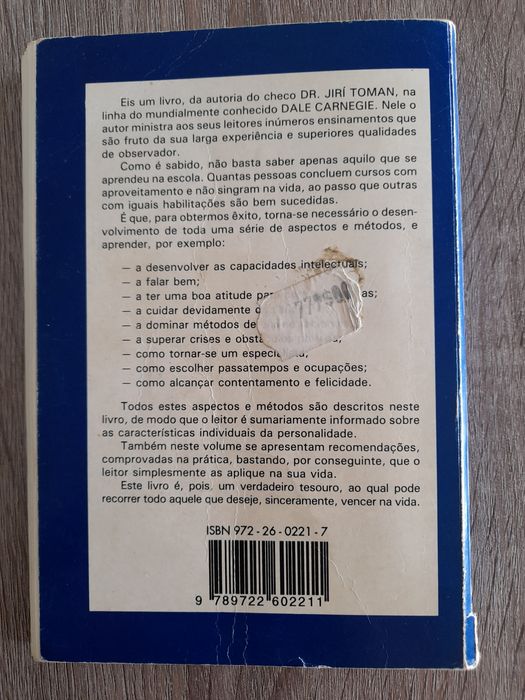 Eis um livro, da autoria do checo DR. JIRÍ TOMAN, na
linha do mundialmente conhecido DALE CARNEGIE. Nele o
autor ministra aos seus leitores inúmeros ensinamentos que
são fruto da sua larga experiência e superiores qualidades
de observador.
Como é sabido, não basta saber apenas aquilo que se
aprendeu na escola. Quantas pessoas concluem cursos com
aproveitamento e não singram na vida, ao passo que outras
com iguais habilitações são bem sucedidas.
É que, para obtermos êxito, torna-se necessário o desen-
volvimento de toda uma série de aspectos e métodos, e
aprender, por exemplo:
— a desenvolver as capacidades intelectuais;
— a falar bem;
— a ter uma boa atitude
— a cuidar devidamente
— a dominar métodos de
— a superar crises e
— como tornar-se um
— como escolher passatempos e ocupações;
— como alcançar contentamento e felicidade.
Todos estes aspectos e métodos são descritos neste
livro, de modo que o leitor é sumariamente informado sobre
as características individuais da personalidade.
Também neste volume se apresentam recomendações,
comprovadas na prática, bastando, por conseguinte, que o
leitor simplesmente as aplique na sua vida.
Este livro é, pois, um verdadeiro tesouro, ao qual pode
recorrer todo aquele que deseje, sinceramente, vencer na vida.
ISBN 972-26-0221-7
9 789722 602211